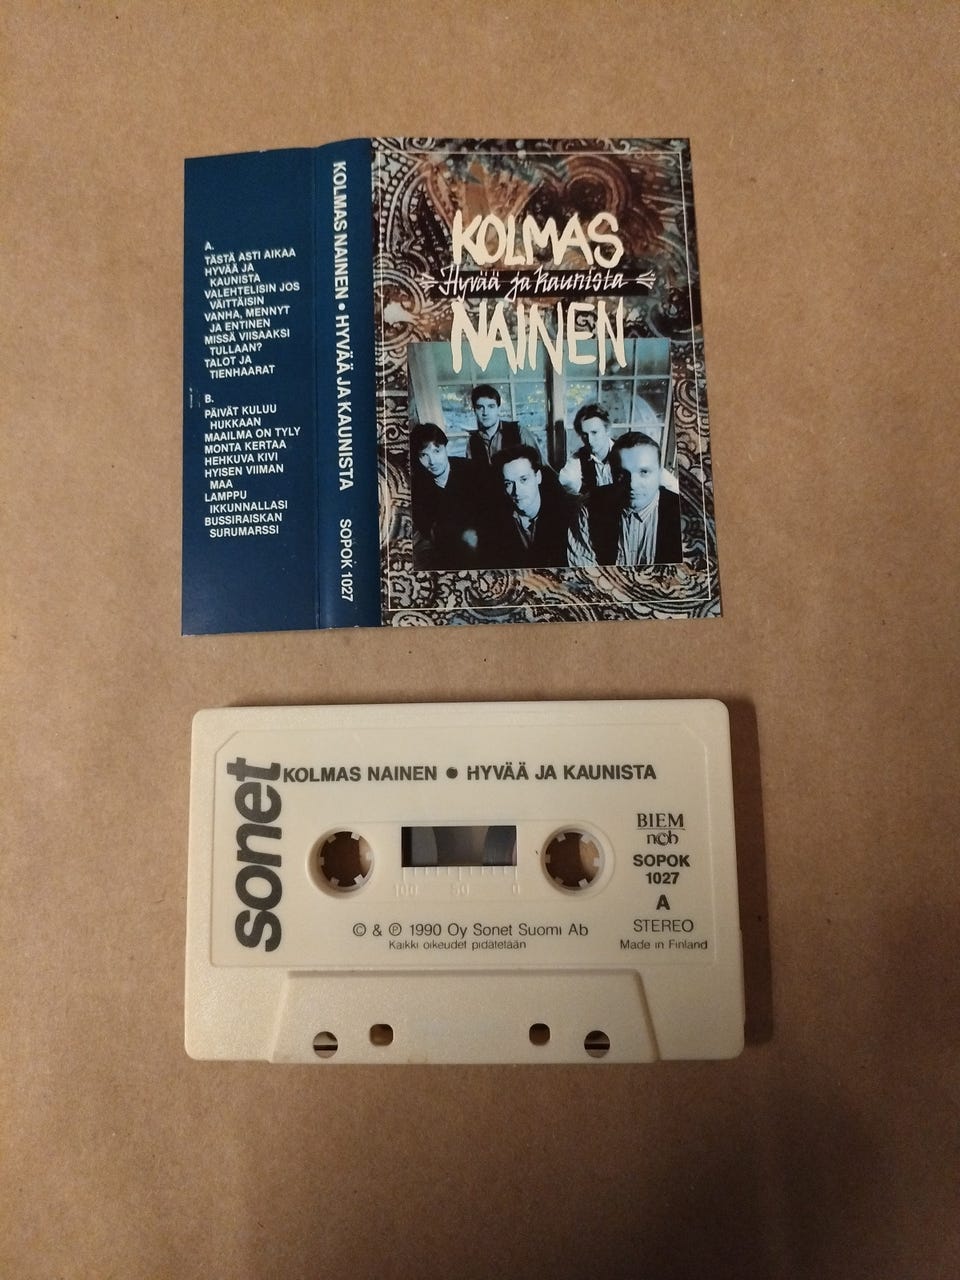 A.
TÄSTÄ ASTI AIKAA
HYVÄÄ JA
KAUNISTA
VALEHTELISIN JOS
VÄITTÄISIN
VANHA, MENNYT
JA ENTINEN
MISSÄ VIISAAKSI
TULLAAN?
TALOT JA
TIENHAARAT
B.
PÄIVÄT KULUU
HUKKAAN
MAAILMA ON TYLY
MONTA KERTAA
HEHKUVA KIVI
HYISEN VIIMAN
MAA
LAMPPU
IKKUNNALLASI
BUSSIRAISKAN
SURUMARSSI
KOLMAS NAINEN • HYVÄÄ JA KAUNISTA SOPOK 1027
KOLMAS
Hyvää ja kaunista
NAINEN
sonet
KOLMAS NAINEN • HYVÄÄ JA KAUNISTA
BIEM
ncb
SOPOK
1027
A
STEREO
Made in Finland
100 50 0
© & ℗ 1990 Oy Sonet Suomi Ab
Kaikki oikeudet pidätetään